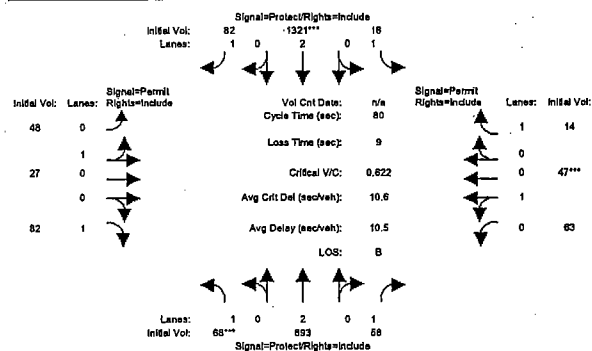 Signal=Protect/Rights=Include
Initial Vol: 82 1321*** 16
Lanes: 1 0 2 0 1
Signal=Permit
Initial Vol: Lanes: Rights=Include
Vol Cnt Date: n/a
Signal=Permit
Rights=Include Lanes: Initial Vol:
Cycle Time (sec): 80
48 0
1 14
Loss Time (sec): 9
1
0
27 0
Critical V/C: 0.622
0 47***
0
Avg Crit Del (sec/veh): 10.6
1
82 1
Avg Delay (sec/veh): 10.5
0 63
LOS: B
Lanes: 1 0 2 0 1
Initial Vol: 68*** 893 58
Signal=Protect/Rights=Include